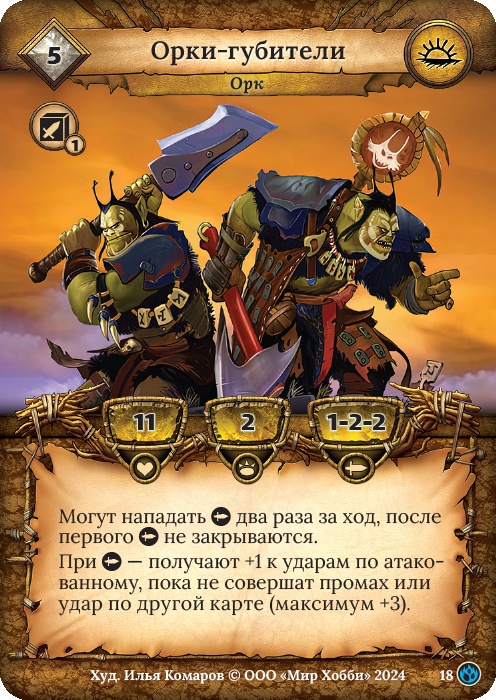 5
Орки-губители
Орк
1
11
2
1-2-2
Могут нападать два раза за ход, после
первого не закрываются.
При — получают +1 к ударам по атако-
ванному, пока не совершат промах или
удар по другой карте (максимум +3).
Худ. Илья Комаров © ООО «Мир Хобби» 2024
18